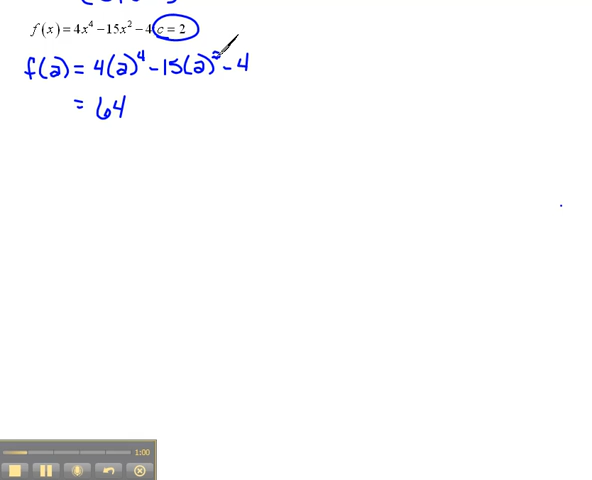 f(x) = 4x⁴ −15x² − 4 c = 2
f(2) = 4(2)⁴ − 15(2)² − 4
= 64
1:00